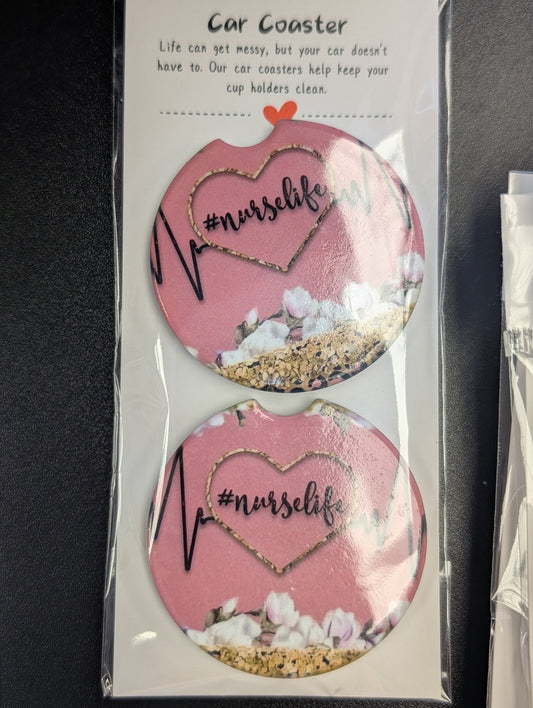 Car Coaster
Life can get messy, but your car doesn't
have to. Our car coasters help keep your
cup holders clean.
#nurselife
#nurselife